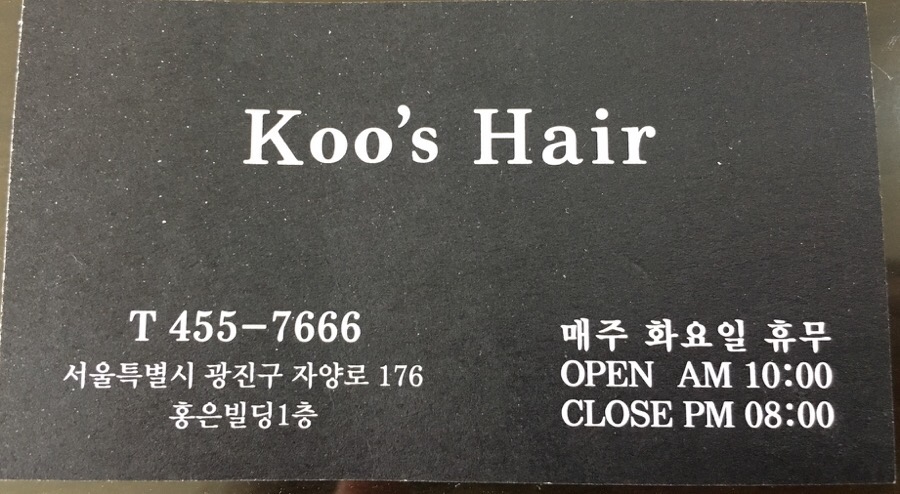 Koo's Hair
T 455-7666
서울특별시 광진구 자양로 176
홍은빌딩1층
매주 화요일 휴무
OPEN AM 10:00
CLOSE PM 08:00